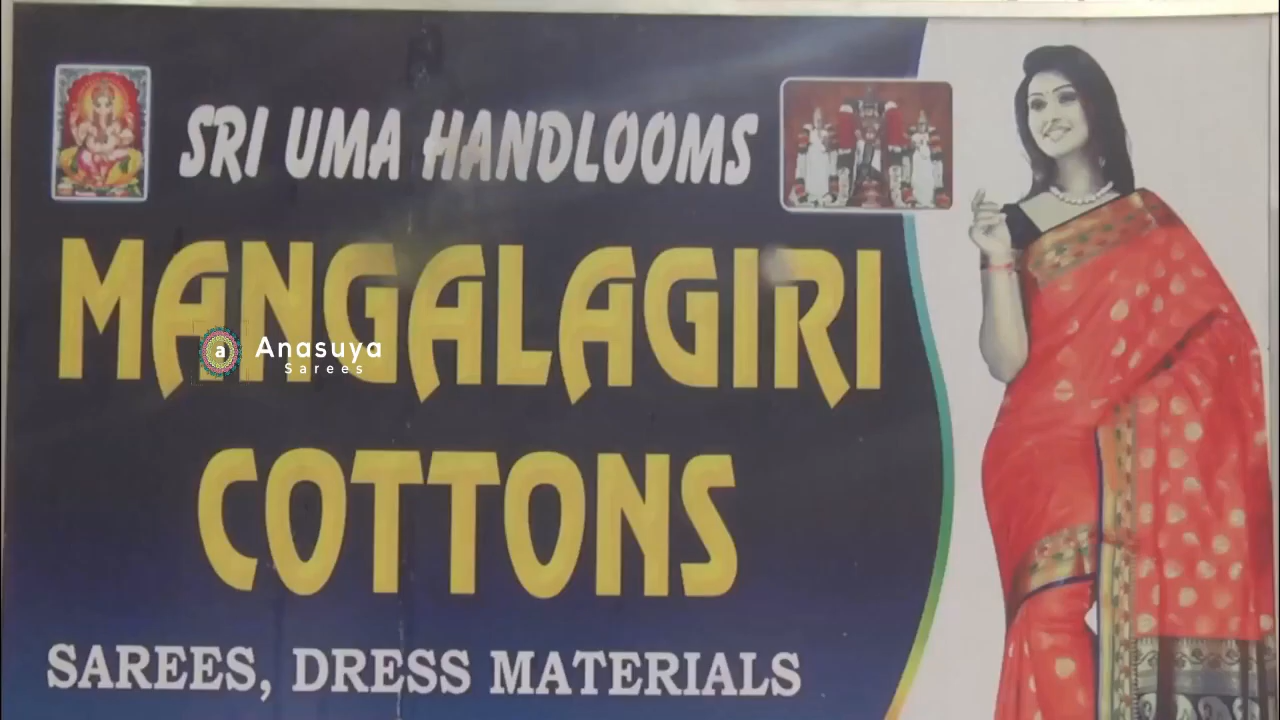 SRI UMA HANDLOOMS
MANGALAGIRI
a Anasuya
Sarees
COTTONS
SAREES, DRESS MATERIALS